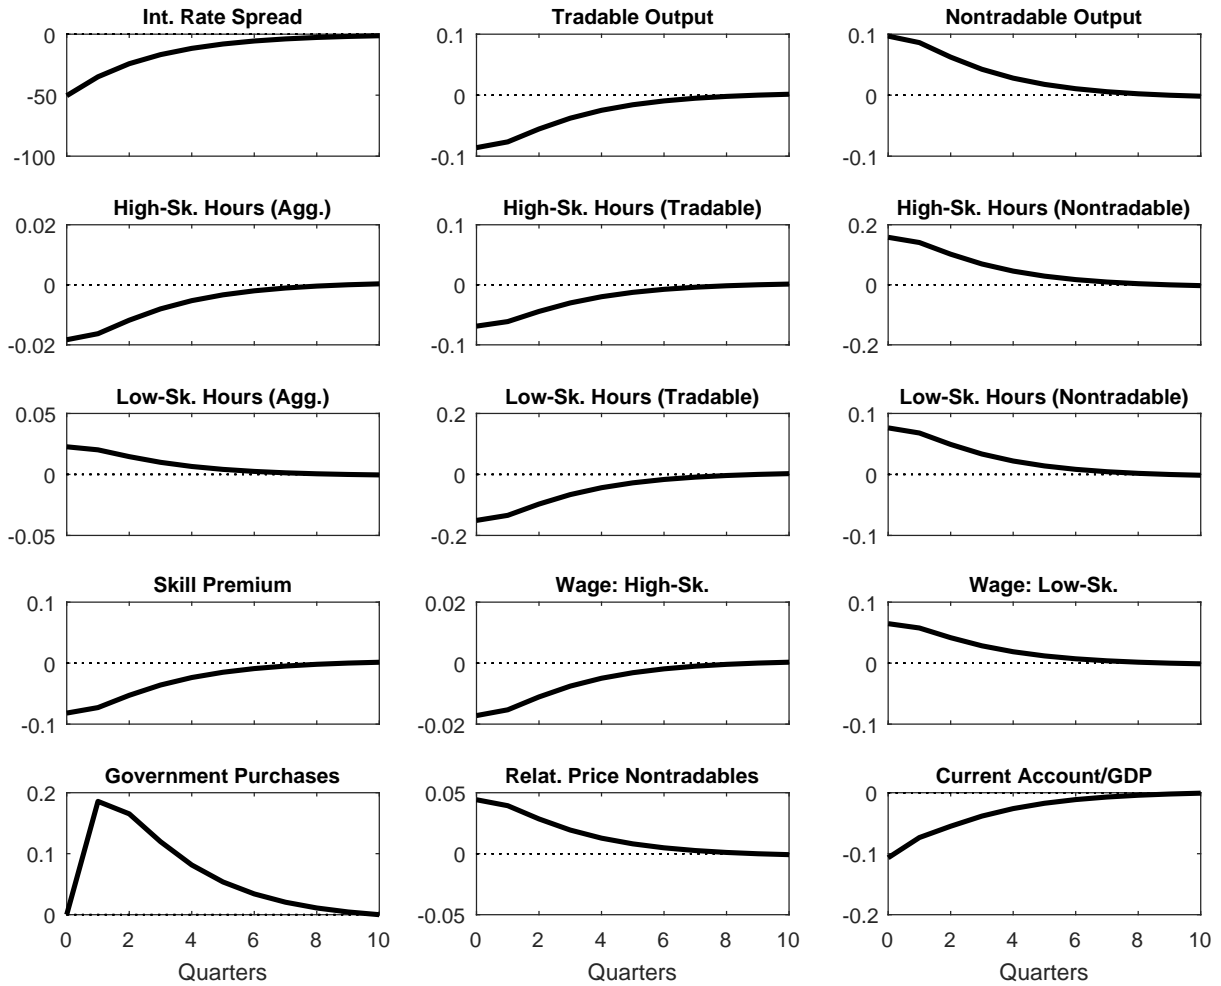 Int. Rate Spread
Tradable Output
Nontradable Output
0
-50
-100
0.1
0
-0.1
0.1
0
-0.1
High-Sk. Hours (Agg.)
High-Sk. Hours (Tradable)
High-Sk. Hours (Nontradable)
0.02
0
-0.02
0.1
0
-0.1
0.2
0
-0.2
Low-Sk. Hours (Agg.)
Low-Sk. Hours (Tradable)
Low-Sk. Hours (Nontradable)
0.05
0
-0.05
0.2
0
-0.2
0.1
0
-0.1
Skill Premium
Wage: High-Sk.
Wage: Low-Sk.
0.1
0
-0.1
0.02
0
-0.02
0.1
0
-0.1
Government Purchases
Relat. Price Nontradables
Current Account/GDP
0.2
0.1
0
0.05
0
-0.05
0
-0.1
-0.2
0 2 4 6 8 10
0 2 4 6 8 10
0 2 4 6 8 10
Quarters
Quarters
Quarters